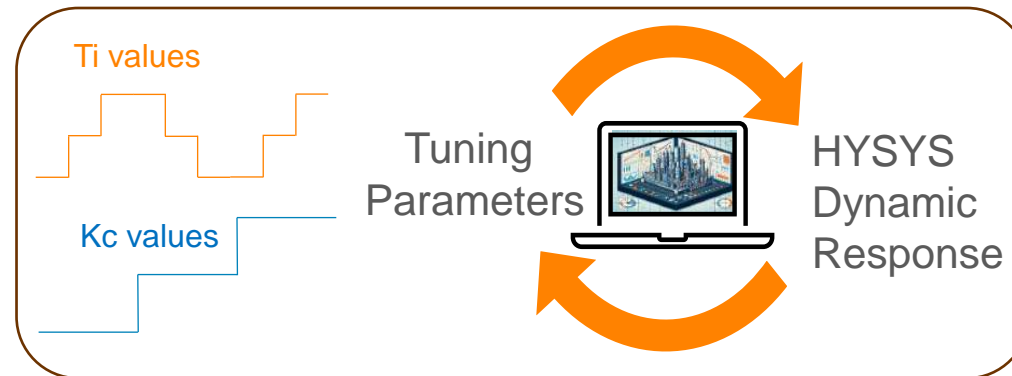 Ti values
Kc values
Tuning
Parameters
HYSYS
Dynamic
Response